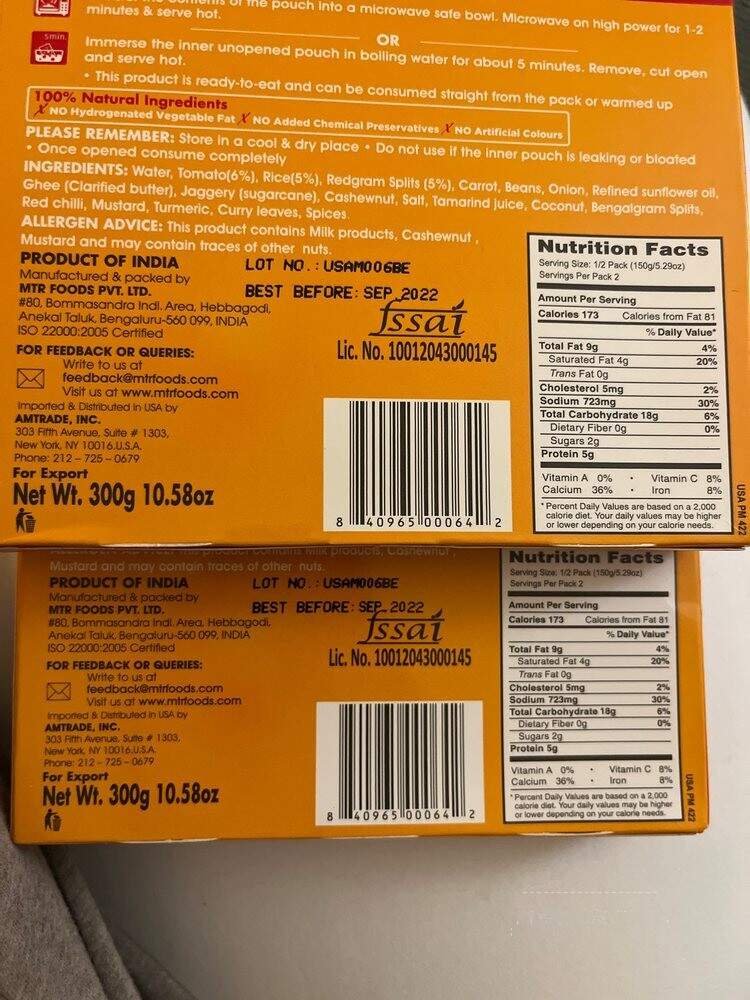 of the pouch into a microwave safe bowl. Microwave on high power for 1-2
minutes & serve hot.
OR
5min.
Immerse the inner unopened pouch in boiling water for about 5 minutes. Remove, cut open
and serve hot.
• This product is ready-to-eat and can be consumed straight from the pack or warmed up
100% Natural Ingredients
X NO Hydrogenated Vegetable Fat X NO Added Chemical Preservatives X NO Artificial Colours
PLEASE REMEMBER: Store in a cool & dry place • Do not use if the inner pouch is leaking or bloated
• Once opened consume completely
INGREDIENTS: Water, Tomato(6%), Rice(5%), Redgram Splits (5%), Carrot, Beans, Onion, Refined sunflower oil,
Ghee (Clarified butter), Jaggery (sugarcane), Cashewnut, Salt, Tamarind juice, Coconut, Bengalgram Splits,
Red chilli, Mustard, Turmeric, Curry leaves, Spices.
ALLERGEN ADVICE: This product contains Milk products, Cashewnut ,
Mustard and may contain traces of other nuts.
PRODUCT OF INDIA
Manufactured & packed by
MTR FOODS PVT. LTD.
#80, Bommasandra Indl. Area, Hebbagodi,
Anekal Taluk, Bengaluru-560 099, INDIA
ISO 22000:2005 Certified
LOT NO.:USAM006BE
BEST BEFORE: SEP 2022
fssai
Lic. No. 10012043000145
FOR FEEDBACK OR QUERIES:
Write to us at
feedback@mtrfoods.com
Visit us at www.mtrfoods.com
Imported & Distributed in USA by
AMTRADE, INC.
303 Fifth Avenue, Suite # 1303,
New York, NY 10016.U.S.A.
Phone: 212 – 725 – 0679
For Export
Net Wt. 300g 10.58oz
8 40965 00064 2
Nutrition Facts
Serving Size: 1/2 Pack (150g/5.29oz)
Servings Per Pack 2
Amount Per Serving
Calories 173 Calories from Fat 81
% Daily Value*
Total Fat 9g 4%
Saturated Fat 4g 20%
Trans Fat 0g
Cholesterol 5mg 2%
Sodium 723mg 30%
Total Carbohydrate 18g 6%
Dietary Fiber 0g 0%
Sugars 2g
Protein 5g
Vitamin A 0% • Vitamin C 8%
Calcium 36% • Iron 8%
*Percent Daily Values are based on a 2,000
calorie diet. Your daily values may be higher
or lower depending on your calorie needs.
USA PM 422
ALLERGEN ADVICE: This product contains Milk products, Cashewnut ,
Mustard and may contain traces of other nuts.
PRODUCT OF INDIA
Manufactured & packed by
MTR FOODS PVT. LTD.
#80, Bommasandra Indl. Area, Hebbagodi,
Anekal Taluk, Bengaluru-560 099, INDIA
ISO 22000:2005 Certified
LOT NO.:USAM006BE
BEST BEFORE: SEP 2022
fssai
Lic. No. 10012043000145
FOR FEEDBACK OR QUERIES:
Write to us at
feedback@mtrfoods.com
Visit us at www.mtrfoods.com
Imported & Distributed in USA by
AMTRADE, INC.
303 Fifth Avenue, Suite # 1303,
New York, NY 10016.U.S.A.
Phone: 212 – 725 – 0679
For Export
Net Wt. 300g 10.58oz
8 40965 00064 2
Nutrition Facts
Serving Size: 1/2 Pack (150g/5.29oz)
Servings Per Pack 2
Amount Per Serving
Calories 173 Calories from Fat 81
% Daily Value*
Total Fat 9g 4%
Saturated Fat 4g 20%
Trans Fat 0g
Cholesterol 5mg 2%
Sodium 723mg 30%
Total Carbohydrate 18g 6%
Dietary Fiber 0g 0%
Sugars 2g
Protein 5g
Vitamin A 0% • Vitamin C 8%
Calcium 36% • Iron 8%
*Percent Daily Values are based on a 2,000
calorie diet. Your daily values may be higher
or lower depending on your calorie needs.
USA PM 422